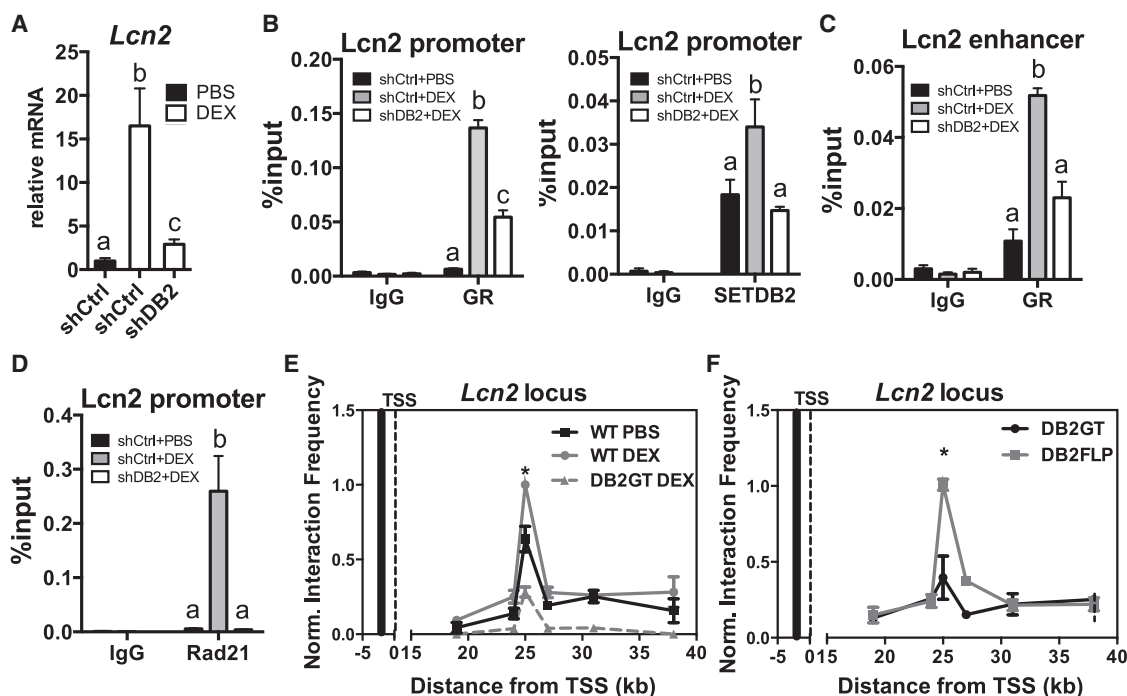 A
Lcn2
relative mRNA
25
20
15
10
5
0
a
b
c
PBS
DEX
shCtrl
shCtrl
shDB2
B
Lcn2 promoter
%input
0.20
0.15
0.10
0.05
0.00
shCtrl+PBS
shCtrl+DEX
shDB2+DEX
a
b
c
IgG
GR
Lcn2 promoter
%input
0.05
0.04
0.03
0.02
0.01
0.00
shCtrl+PBS
shCtrl+DEX
shDB2+DEX
a
b
a
IgG
SETDB2
C
Lcn2 enhancer
%input
0.06
0.04
0.02
0.00
shCtrl+PBS
shCtrl+DEX
shDB2+DEX
a
b
a
IgG
GR
D
Lcn2 promoter
%input
0.4
0.3
0.2
0.1
0.0
shCtrl+PBS
shCtrl+DEX
shDB2+DEX
a
b
a
IgG
Rad21
E
Lcn2 locus
TSS
Norm. Interaction Frequency
1.5
1.0
0.5
0.0
WT PBS
WT DEX
DB2GT DEX
*
-5 0 15 20 25 30 35 40
Distance from TSS (kb)
F
Lcn2 locus
TSS
Norm. Interaction Frequency
1.5
1.0
0.5
0.0
DB2GT
DB2FLP
*
-5 0 15 20 25 30 35 40
Distance from TSS (kb)